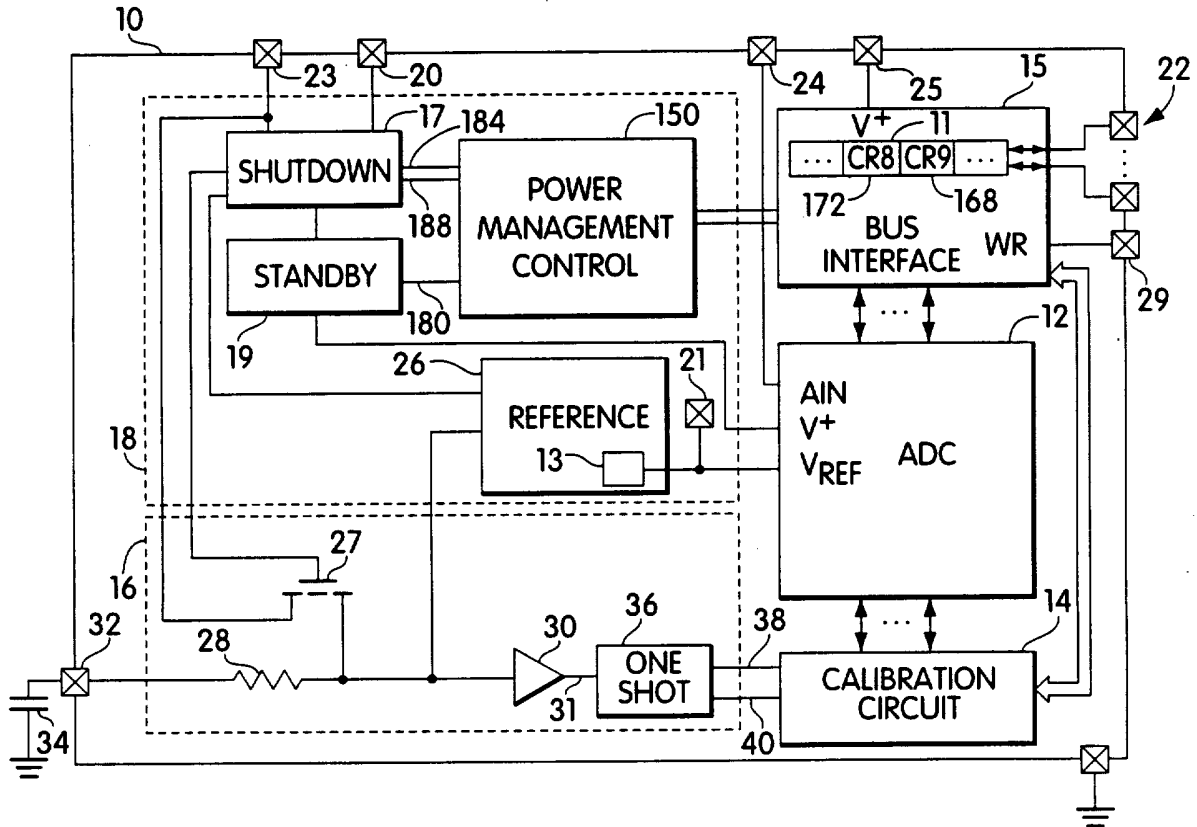 10
23
20
24
25
15
22
17
184
150
V+
11
SHUTDOWN
... CR8 CR9 ...
POWER
MANAGEMENT
CONTROL
188
172
168
BUS
INTERFACE
WR
STANDBY
180
29
19
12
26
21
REFERENCE
AIN
V+
VREF
ADC
13
18
16
27
32
28
30
36
38
14
ONE
SHOT
CALIBRATION
CIRCUIT
31
34
40